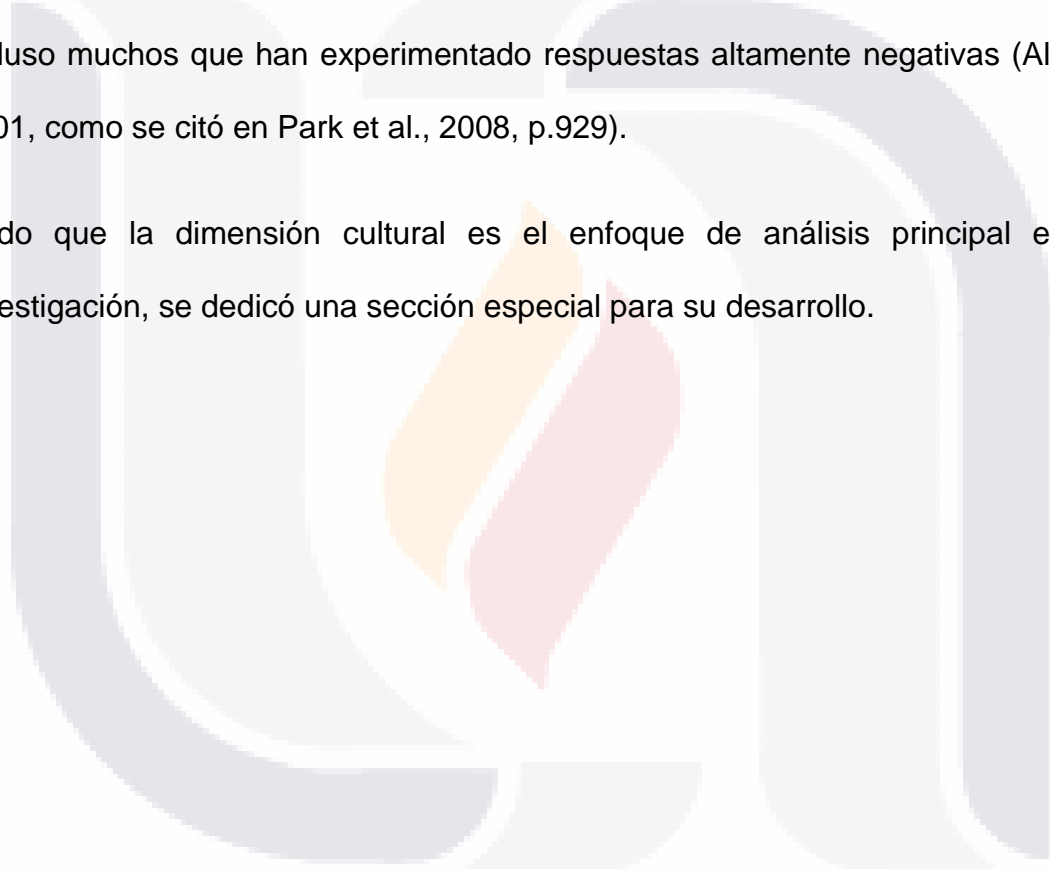 luso muchos que han experimentado respuestas altamente negativas (Al
01, como se citó en Park et al., 2008, p.929).
do que la dimensión cultural es el enfoque de análisis principal e
estigación, se dedicó una sección especial para su desarrollo.